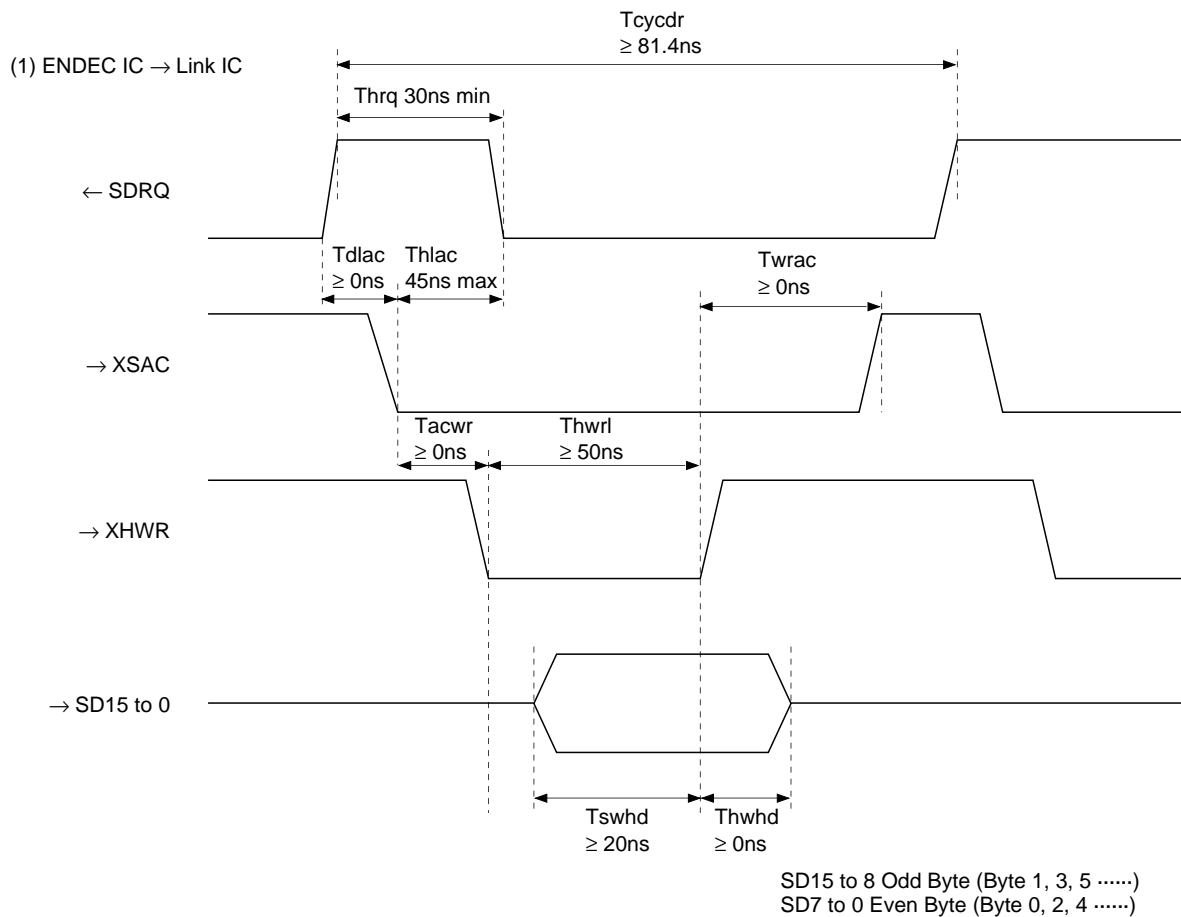 Tcycdr
≥ 81.4ns
(1) ENDEC IC → Link IC
Thrq 30ns min
← SDRQ
Tdlac
≥ 0ns
Thlac
45ns max
Twrac
≥ 0ns
→ XSAC
Tacwr
≥ 0ns
Thwrl
≥ 50ns
→ XHWR
→ SD15 to 0
Tswhd
≥ 20ns
Thwhd
≥ 0ns
SD15 to 8 Odd Byte (Byte 1, 3, 5 ······)
SD7 to 0 Even Byte (Byte 0, 2, 4 ······)